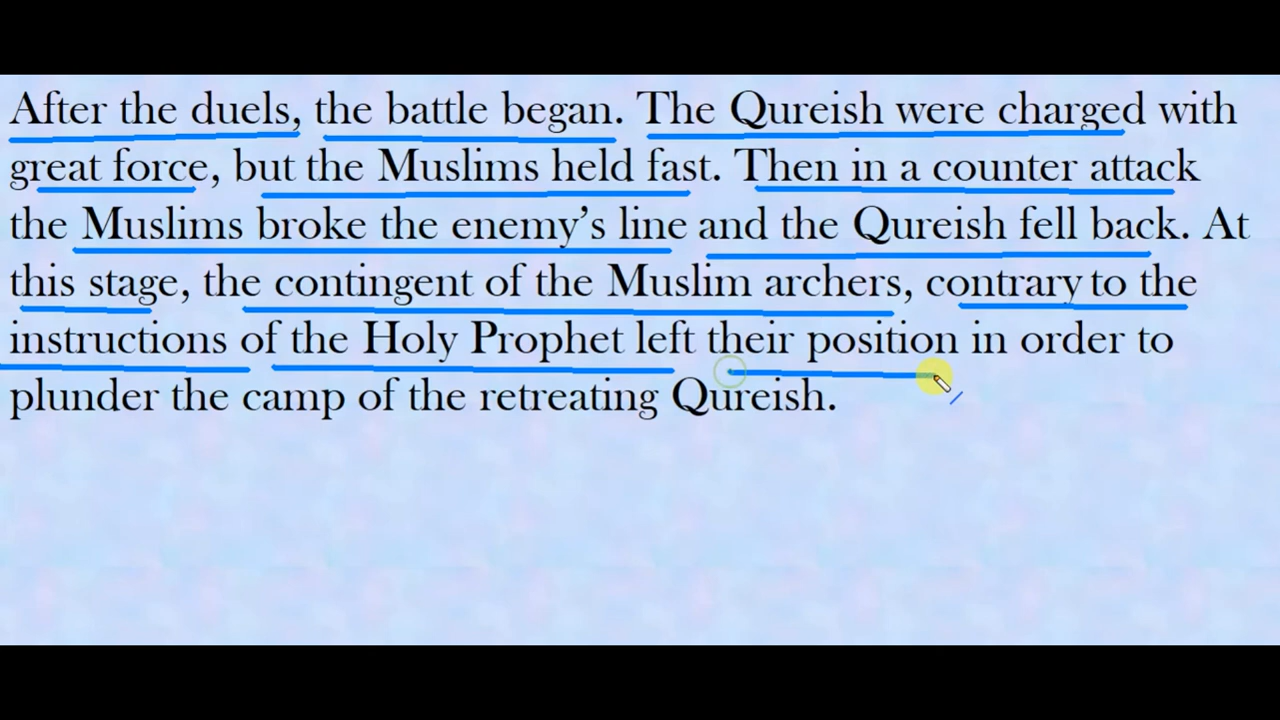 After the duels, the battle began. The Qureish were charged with
great force, but the Muslims held fast. Then in a counter attack
the Muslims broke the enemy’s line and the Qureish fell back. At
this stage, the contingent of the Muslim archers, contrary to the
instructions of the Holy Prophet left their position in order to
plunder the camp of the retreating Qureish.